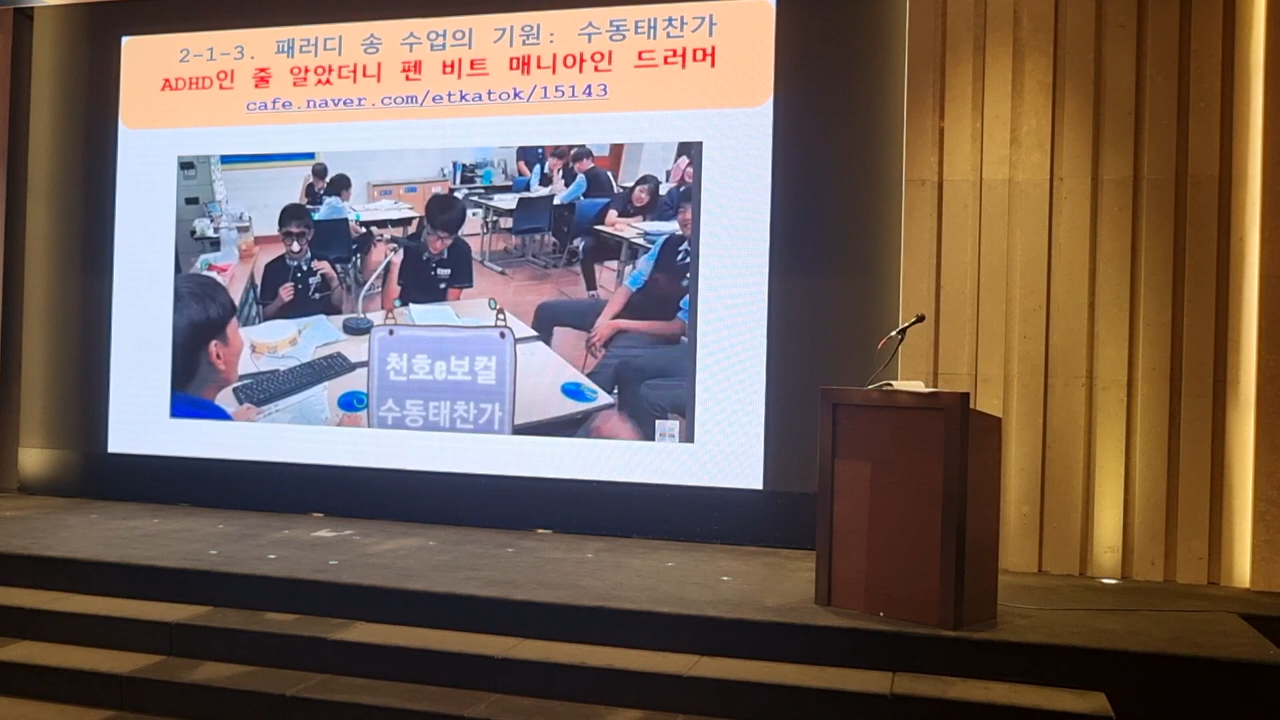 2-1-3. 패러디 송 수업의 기원: 수동태찬가
ADHD인 줄 알았더니 펜 비트 매니아인 드러머
cafe.naver.com/etkatok/15143
천호e보컬
수동태찬가